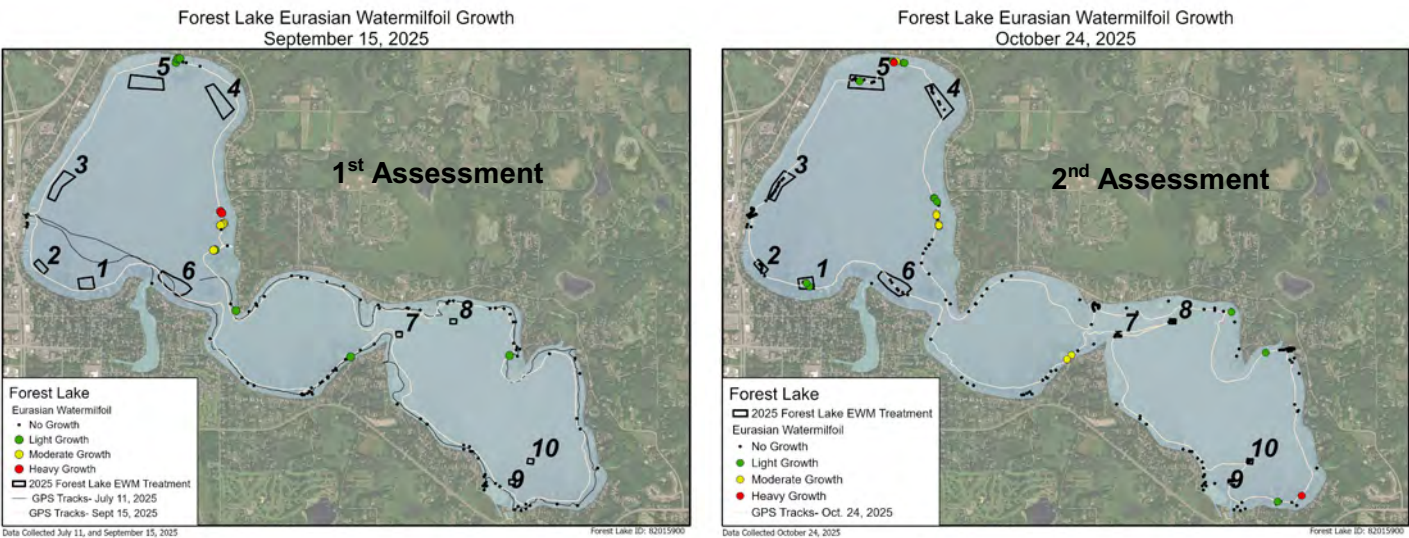 Forest Lake Eurasian Watermilfoil Growth
September 15, 2025
5
4
3
1st Assessment
2
1
6
7
8
10
9
Forest Lake
Eurasian Watermilfoil
No Growth
Light Growth
Moderate Growth
Heavy Growth
2025 Forest Lake EWM Treatment
GPS Tracks- July 11, 2025
GPS Tracks- Sept 15, 2025
Data Collected July 11, and September 15, 2025
Forest Lake ID: 82015900
Forest Lake Eurasian Watermilfoil Growth
October 24, 2025
5
4
3
2nd Assessment
2
1
6
7
8
10
9
Forest Lake
2025 Forest Lake EWM Treatment
Eurasian Watermilfoil
No Growth
Light Growth
Moderate Growth
Heavy Growth
GPS Tracks- Oct. 24, 2025
Data Collected October 24, 2025
Forest Lake ID: 82015900